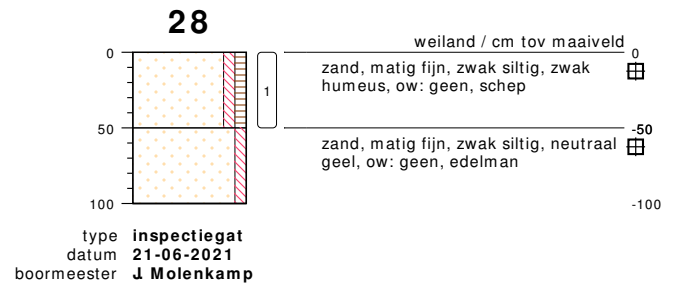 28
weiland / cm tov maaiveld
0
0
zand, matig fijn, zwak siltig, zwak
humeus, ow: geen, schep
1
50
-50
zand, matig fijn, zwak siltig, neutraal
geel, ow: geen, edelman
100
-100
type inspectiegat
datum 21-06-2021
boormeester J. Molenkamp